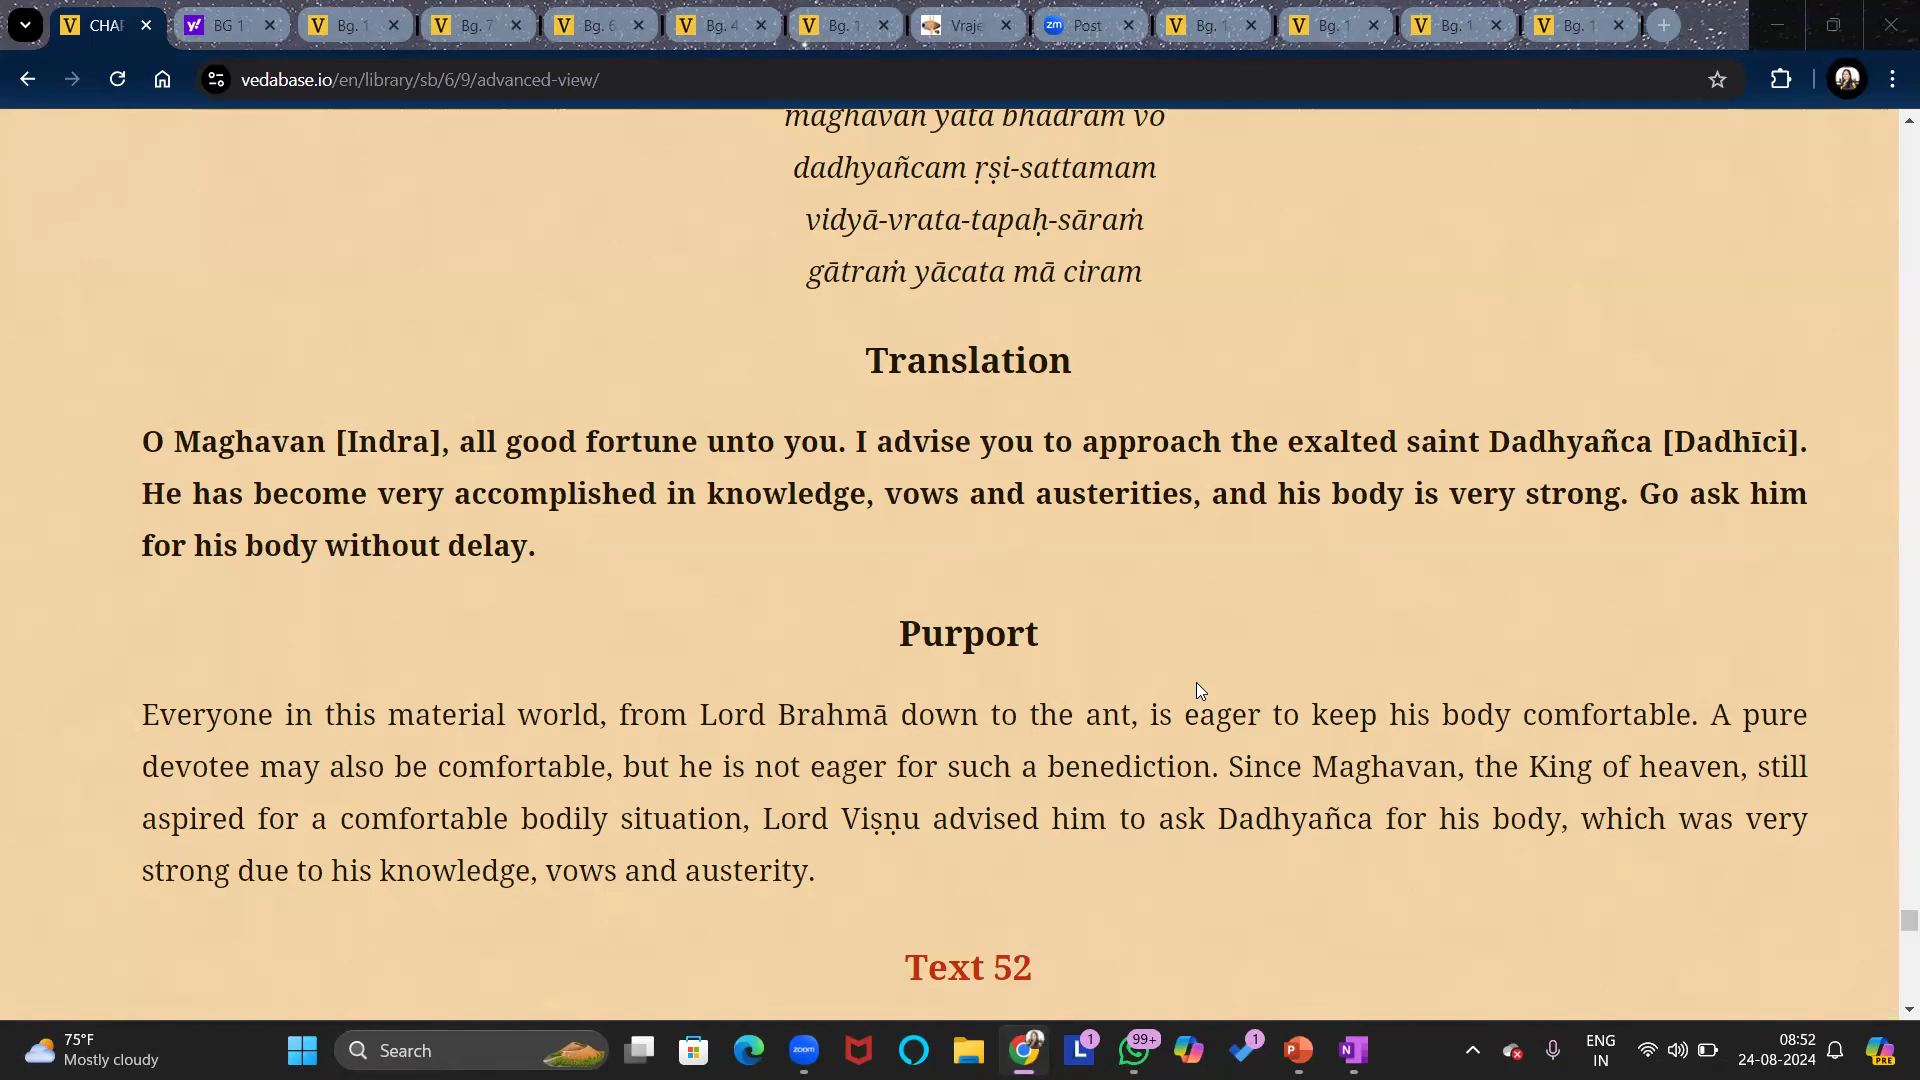 CHAP
BG 1
Bg. 1
Bg. 7
Bg. 6
Bg. 4
Bg. 1
Vraje
zm Post
Bg. 1
Bg. 1
Bg. 1
Bg. 1
vedabase.io/en/library/sb/6/9/advanced-view/
maghavan yāta bhadraṁ vo
dadhyañcam ṛṣi-sattamam
vidyā-vrata-tapaḥ-sāraṁ
gātraṁ yācata mā ciram
Translation
O Maghavan [Indra], all good fortune unto you. I advise you to approach the exalted saint Dadhyañca [Dadhīci].
He has become very accomplished in knowledge, vows and austerities, and his body is very strong. Go ask him
for his body without delay.
Purport
Everyone in this material world, from Lord Brahmā down to the ant, is eager to keep his body comfortable. A pure
devotee may also be comfortable, but he is not eager for such a benediction. Since Maghavan, the King of heaven, still
aspired for a comfortable bodily situation, Lord Viṣṇu advised him to ask Dadhyañca for his body, which was very
strong due to his knowledge, vows and austerity.
Text 52
75°F
Mostly cloudy
Search
zoom
L 1
99+
1
ENG
IN
08:52
24-08-2024
PRE